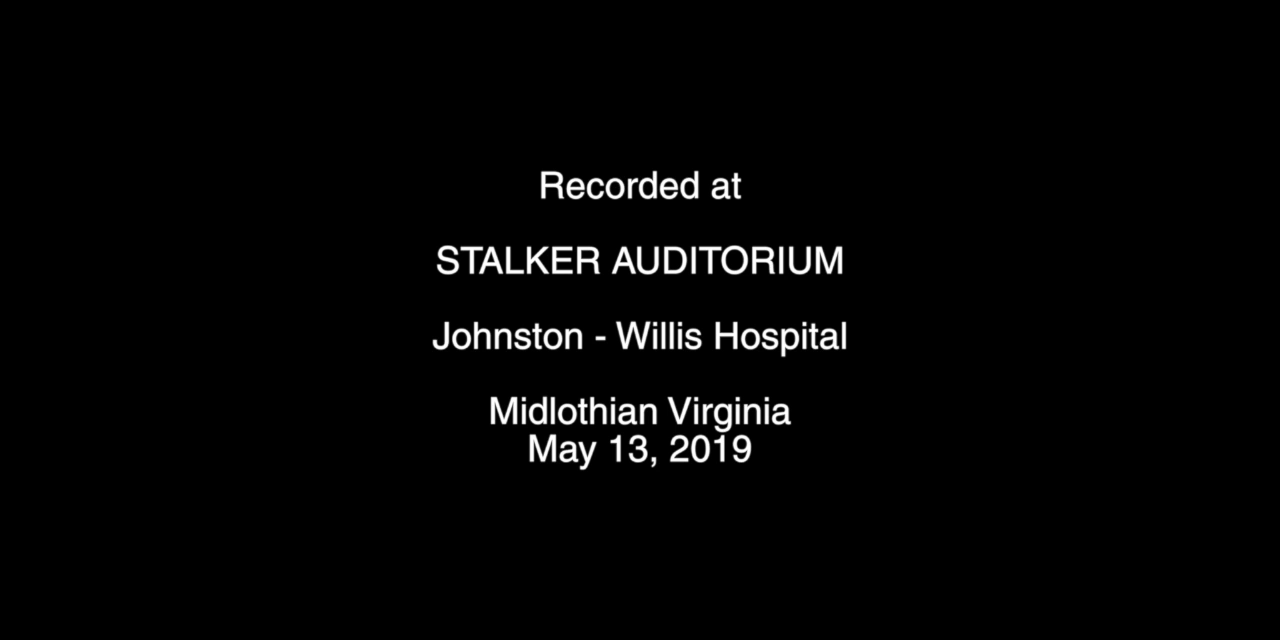 Recorded at
STALKER AUDITORIUM
Johnston - Willis Hospital
Midlothian Virginia
May 13, 2019